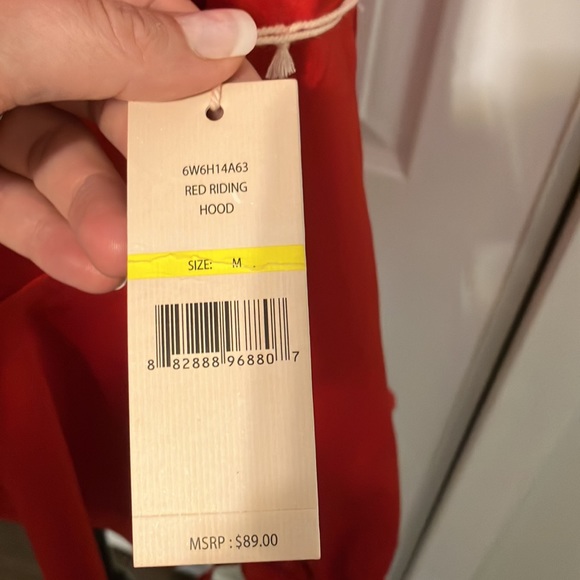 6W6H14A63
RED RIDING
HOOD
SIZE: M
8 82888 96880 7
MSRP : $89.00